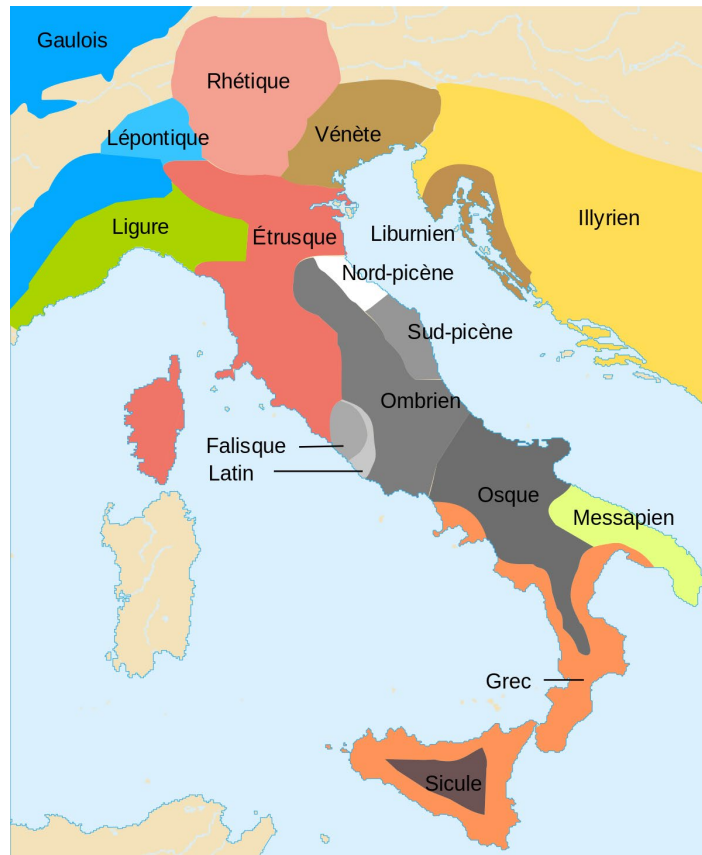 Gaulois
Rhétique
Lépontique
Vénète
Ligure
Étrusque
Liburnien
Illyrien
Nord-picène
Sud-picène
Ombrien
Falisque
Latin
Osque
Messapien
Grec
Sicule